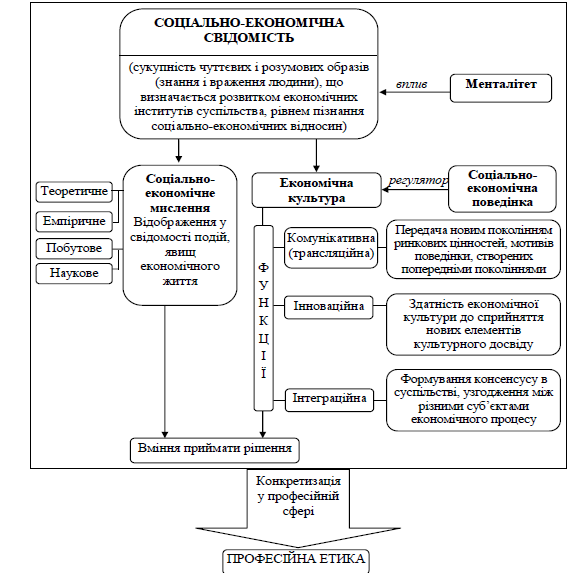 СОЦІАЛЬНО-ЕКОНОМІЧНА
СВІДОМІСТЬ
(сукупність чуттєвих і розумових образів
(знання і враження людини), що
визначається розвитком економічних
інститутів суспільства, рівнем пізнання
соціально-економічних відносин)
вплив
Менталітет
Соціально-
економічне
мислення
Відображення у
свідомості подій,
явищ
економічного
життя
Теоретичне
Емпіричне
Побутове
Наукове
Економічна
культура
регулятор
Соціально-
економічна
поведінка
ФУНКЦІЇ
Комунікативна
(трансляційна)
Передача новим поколінням
ринкових цінностей, мотивів
поведінки, створених
попередніми поколіннями
Інноваційна
Здатність економічної
культури до сприйняття
нових елементів
культурного досвіду
Інтеграційна
Формування консенсусу в
суспільстві, узгодження між
різними суб’єктами
економічного процесу
Вміння приймати рішення
Конкретизація
у професійній
сфері
ПРОФЕСІЙНА ЕТИКА